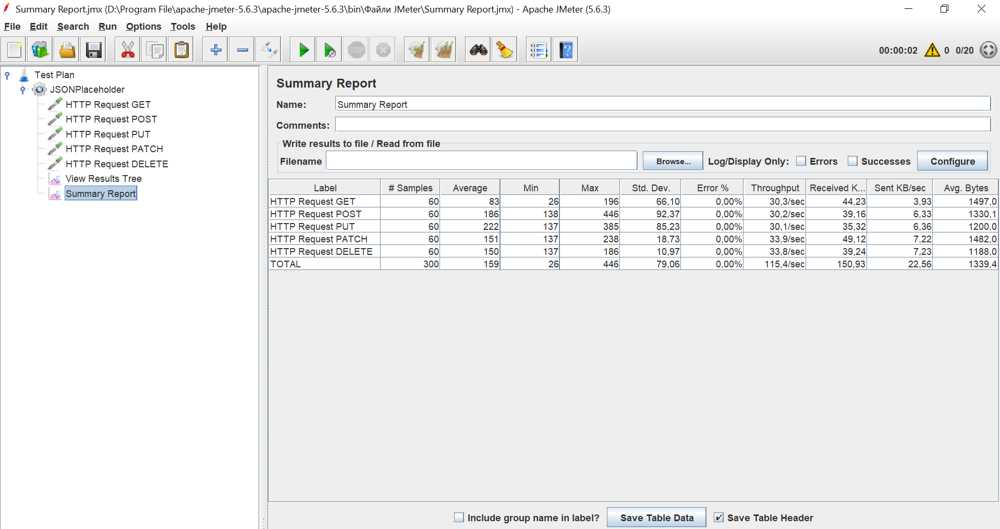 Summary Report.jmx (D:\Program File\apache-jmeter-5.6.3\apache-jmeter-5.6.3\bin\Файли JMeter\Summary Report.jmx) - Apache JMeter (5.6.3)
File Edit Search Run Options Tools Help
STOP ? 00:00:02 0 0/20
Test Plan
JSONPlaceholder
HTTP Request GET
HTTP Request POST
HTTP Request PUT
HTTP Request PATCH
HTTP Request DELETE
View Results Tree
Summary Report
Summary Report
Name: Summary Report
Comments:
Write results to file / Read from file
Filename Browse... Log/Display Only: Errors Successes Configure
Label # Samples Average Min Max Std. Dev. Error % Throughput Received K... Sent KB/sec Avg. Bytes
HTTP Request GET 60 83 26 196 66,10 0,00% 30,3/sec 44,23 3,93 1497,0
HTTP Request POST 60 186 138 446 92,37 0,00% 30,2/sec 39,16 6,33 1330,1
HTTP Request PUT 60 222 137 385 85,23 0,00% 30,1/sec 35,32 6,36 1200,0
HTTP Request PATCH 60 151 137 238 18,73 0,00% 33,9/sec 49,12 7,22 1482,0
HTTP Request DELETE 60 150 137 186 10,97 0,00% 33,8/sec 39,24 7,23 1188,0
TOTAL 300 159 26 446 79,06 0,00% 115,4/sec 150,93 22,56 1339,4
Include group name in label? Save Table Data Save Table Header